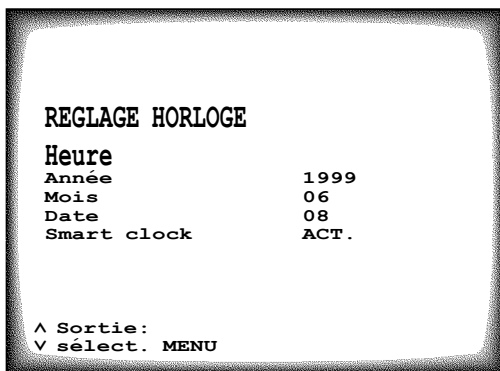 REGLAGE HORLOGE
Heure
Année 1999
Mois 06
Date 08
Smart clock ACT.
∧ Sortie:
∨ sélect. MENU